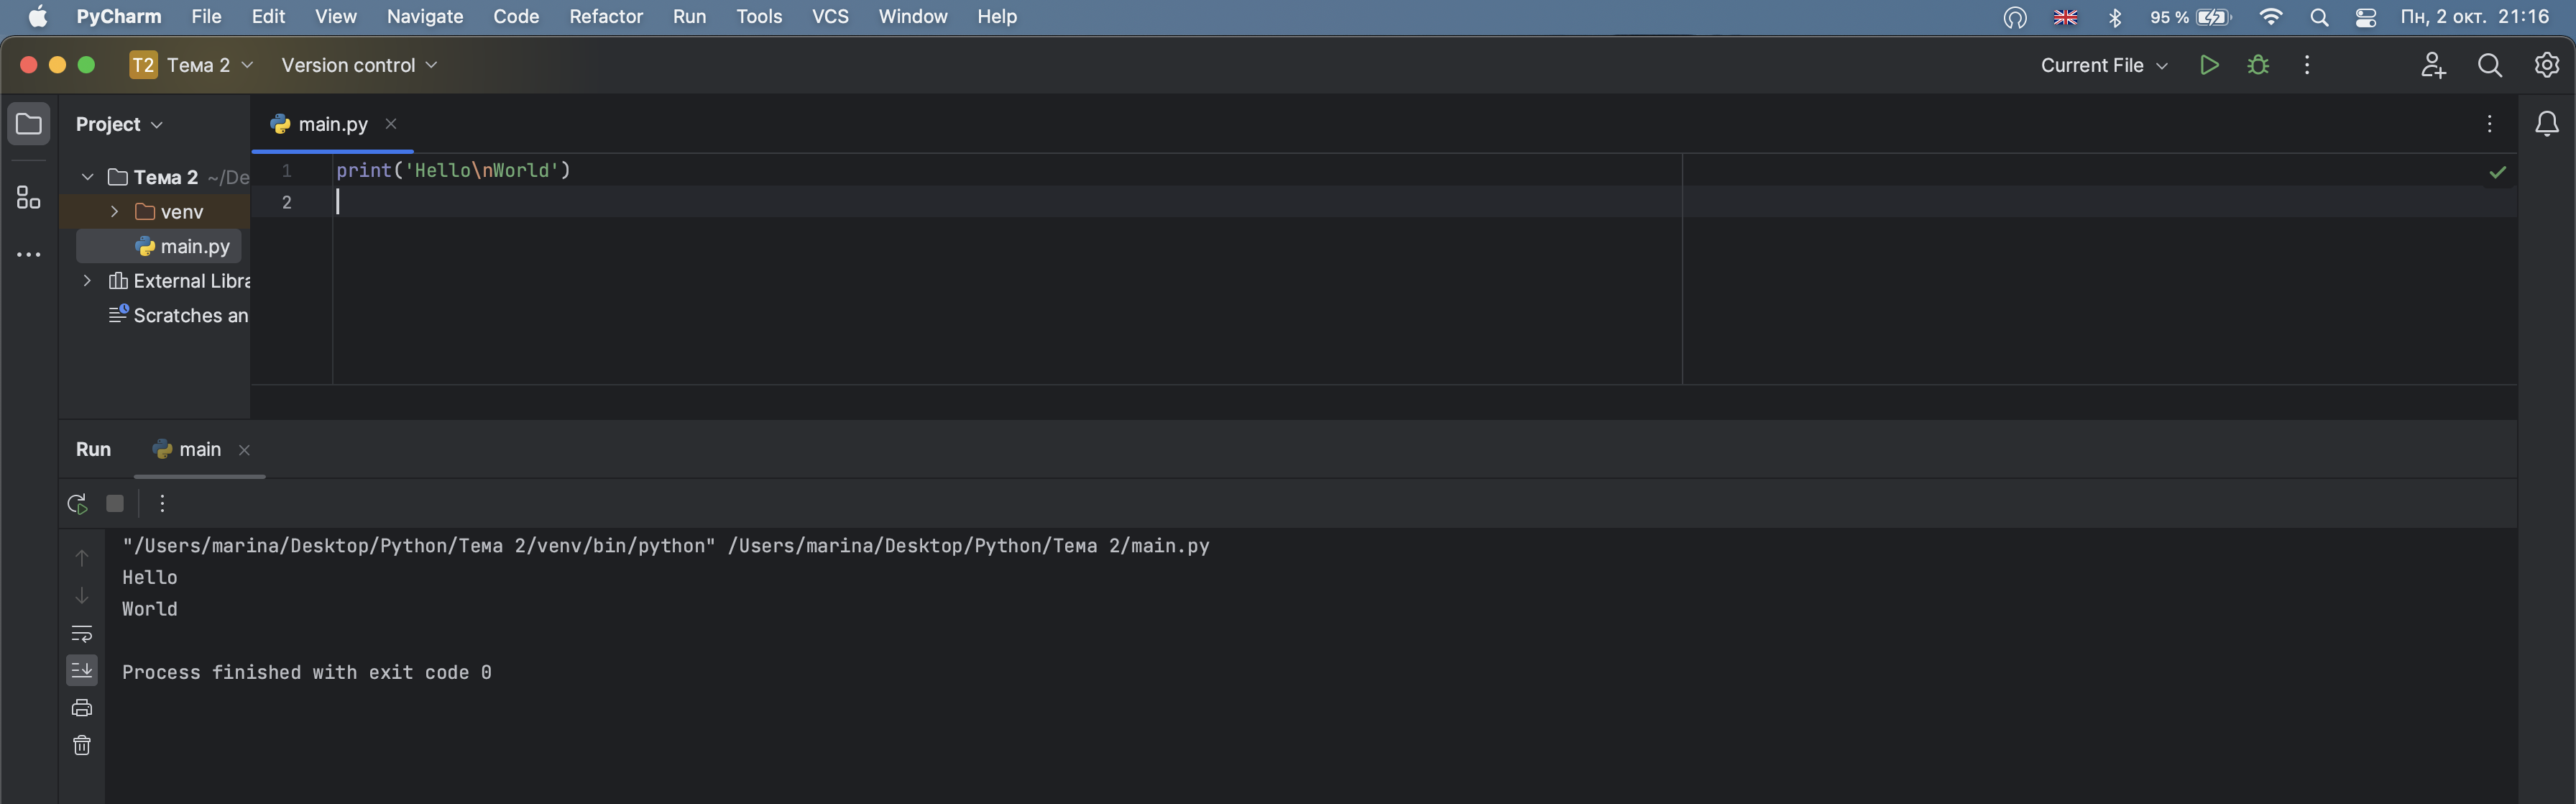 PyCharm File Edit View Navigate Code Refactor Run Tools VCS Window Help 95 % Пн, 2 окт. 21:16
T2 Тема 2 Version control Current File
Project
main.py
Тема 2 ~/De
venv
main.py
External Libra
Scratches an
1 print('Hello\nWorld')
2
Run main
"/Users/marina/Desktop/Python/Тема 2/venv/bin/python" /Users/marina/Desktop/Python/Тема 2/main.py
Hello
World
Process finished with exit code 0